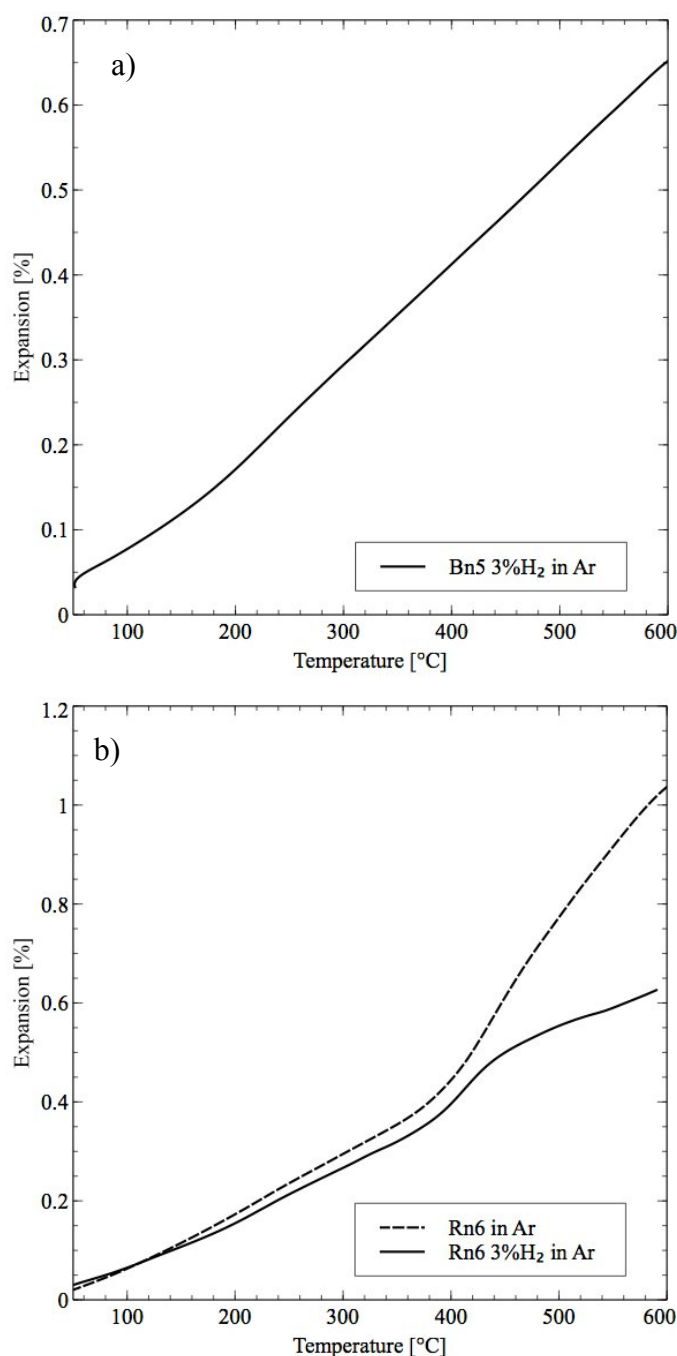 0.7
a)
0.6
0.5
0.4
Expansion [%]
0.3
0.2
0.1
Bn5 3%H₂ in Ar
0
100 200 300 400 500 600
Temperature [°C]
1.2
b)
1
0.8
0.6
Expansion [%]
0.4
0.2
Rn6 in Ar
Rn6 3%H₂ in Ar
0
100 200 300 400 500 600
Temperature [°C]